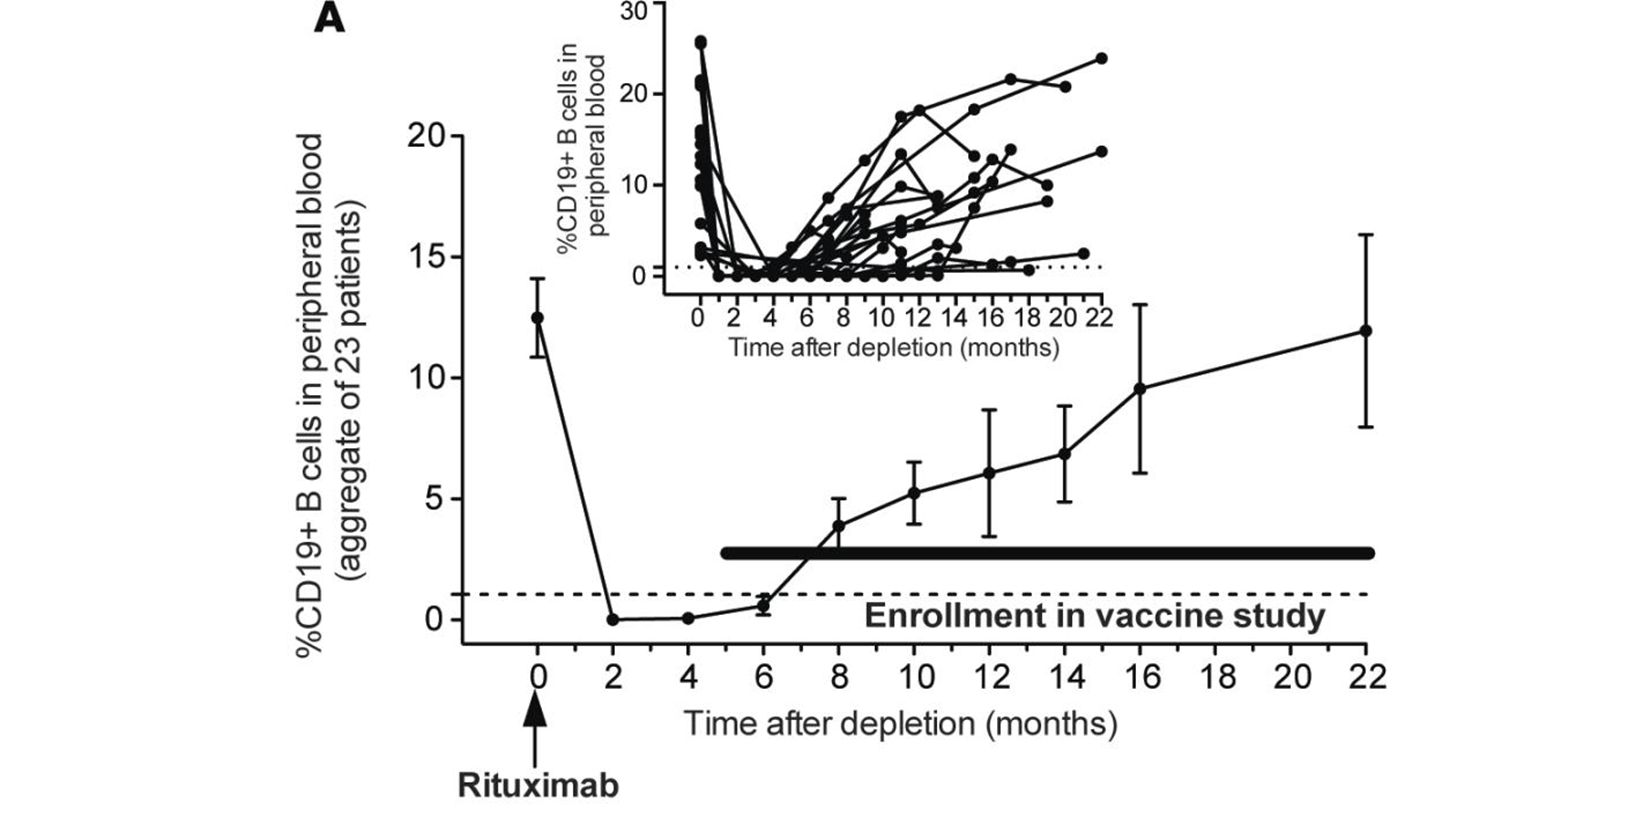 A
%CD19+ B cells in
peripheral blood
30
20
10
0
0 2 4 6 8 10 12 14 16 18 20 22
Time after depletion (months)
%CD19+ B cells in peripheral blood
(aggregate of 23 patients)
20
15
10
5
0
Enrollment in vaccine study
0 2 4 6 8 10 12 14 16 18 20 22
Time after depletion (months)
Rituximab